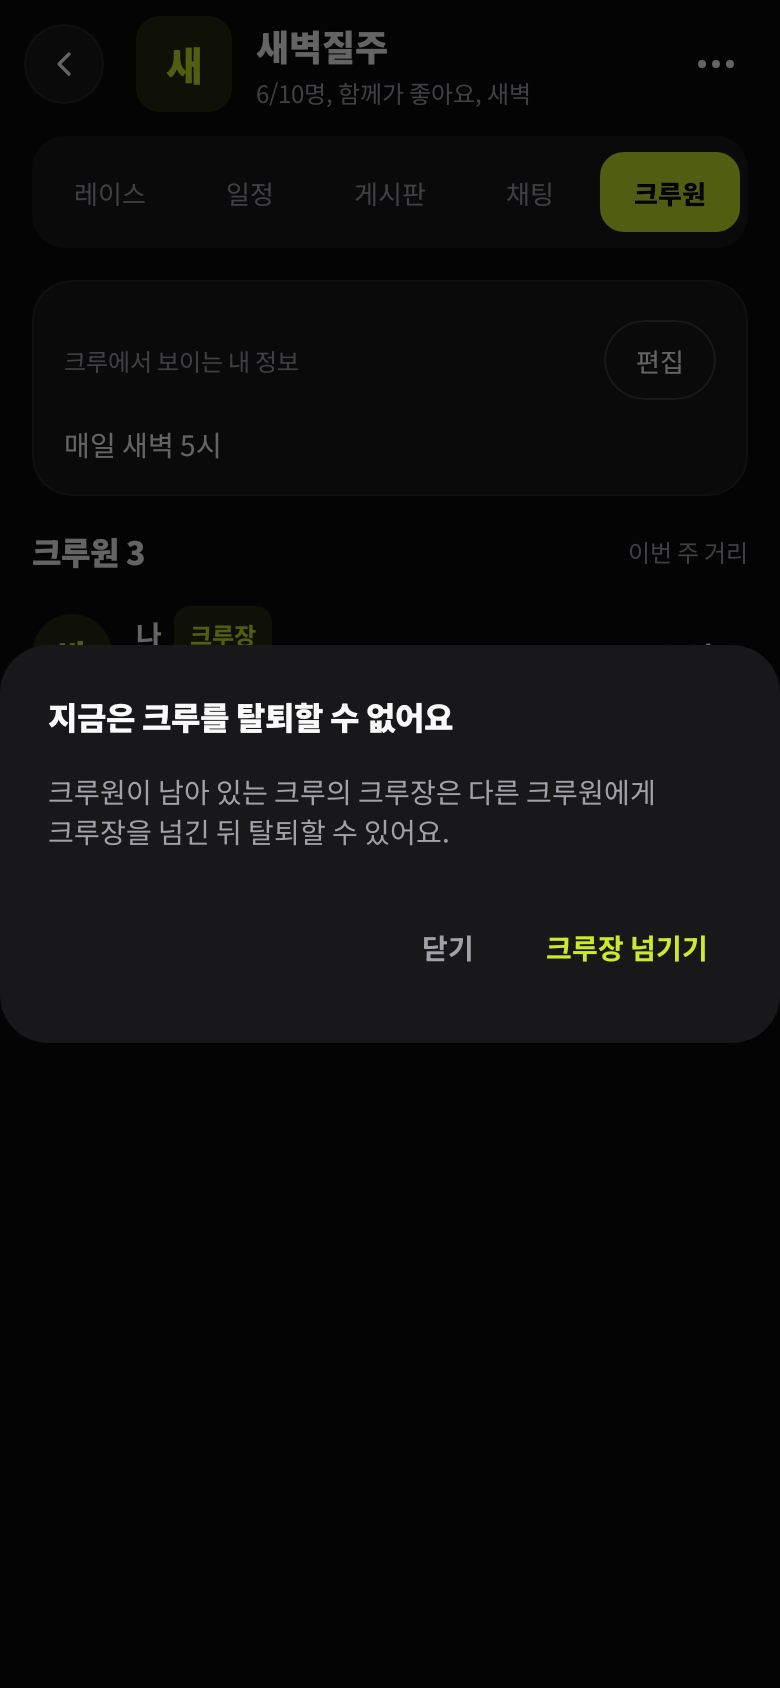 새
새벽질주
6/10명, 함께가 좋아요, 새벽
레이스 일정 게시판 채팅 크루원
크루에서 보이는 내 정보
편집
매일 새벽 5시
크루원 3
이번 주 거리
나 크루장
지금은 크루를 탈퇴할 수 없어요
크루원이 남아 있는 크루의 크루장은 다른 크루원에게
크루장을 넘긴 뒤 탈퇴할 수 있어요.
닫기 크루장 넘기기